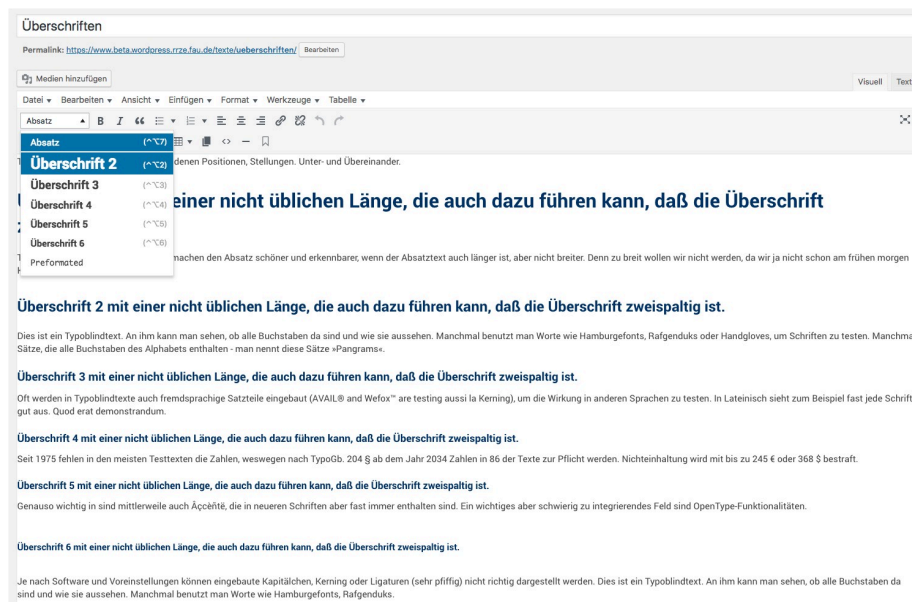 Überschriften
Permalink: https://www.beta.wordpress.rrze.fau.de/texte/ueberschriften/ Bearbeiten
Medien hinzufügen
Visuell Text
Datei Bearbeiten Ansicht Einfügen Format Werkzeuge Tabelle
Absatz B I
Absatz (^⌥7)
denen Positionen, Stellungen. Unter- und Übereinander.
Überschrift 2 (^⌥2)
Überschrift 3 (^⌥3)
einer nicht üblichen Länge, die auch dazu führen kann, daß die Überschrift
Überschrift 4 (^⌥4)
Überschrift 5 (^⌥5)
Überschrift 6 (^⌥6)
machen den Absatz schöner und erkennbarer, wenn der Absatztext auch länger ist, aber nicht breiter. Denn zu breit wollen wir nicht werden, da wir ja nicht schon am frühen morgen
Preformated
Überschrift 2 mit einer nicht üblichen Länge, die auch dazu führen kann, daß die Überschrift zweispaltig ist.
Dies ist ein Typoblindtext. An ihm kann man sehen, ob alle Buchstaben da sind und wie sie aussehen. Manchmal benutzt man Worte wie Hamburgefonts, Rafgenduks oder Handgloves, um Schriften zu testen. Manchma
Sätze, die alle Buchstaben des Alphabets enthalten - man nennt diese Sätze »Pangrams«.
Überschrift 3 mit einer nicht üblichen Länge, die auch dazu führen kann, daß die Überschrift zweispaltig ist.
Oft werden in Typoblindtexte auch fremdsprachige Satzteile eingebaut (AVAIL® and Wefox™ are testing aussi la Kerning), um die Wirkung in anderen Sprachen zu testen. In Lateinisch sieht zum Beispiel fast jede Schrift
gut aus. Quod erat demonstrandum.
Überschrift 4 mit einer nicht üblichen Länge, die auch dazu führen kann, daß die Überschrift zweispaltig ist.
Seit 1975 fehlen in den meisten Testtexten die Zahlen, weswegen nach TypoGb. 204 § ab dem Jahr 2034 Zahlen in 86 der Texte zur Pflicht werden. Nichteinhaltung wird mit bis zu 245 € oder 368 $ bestraft.
Überschrift 5 mit einer nicht üblichen Länge, die auch dazu führen kann, daß die Überschrift zweispaltig ist.
Genauso wichtig in sind mittlerweile auch Âçcèñtë, die in neueren Schriften aber fast immer enthalten sind. Ein wichtiges aber schwierig zu integrierendes Feld sind OpenType-Funktionalitäten.
Überschrift 6 mit einer nicht üblichen Länge, die auch dazu führen kann, daß die Überschrift zweispaltig ist.
Je nach Software und Voreinstellungen können eingebaute Kapitälchen, Kerning oder Ligaturen (sehr pfiffig) nicht richtig dargestellt werden. Dies ist ein Typoblindtext. An ihm kann man sehen, ob alle Buchstaben da
sind und wie sie aussehen. Manchmal benutzt man Worte wie Hamburgefonts, Rafgenduks.